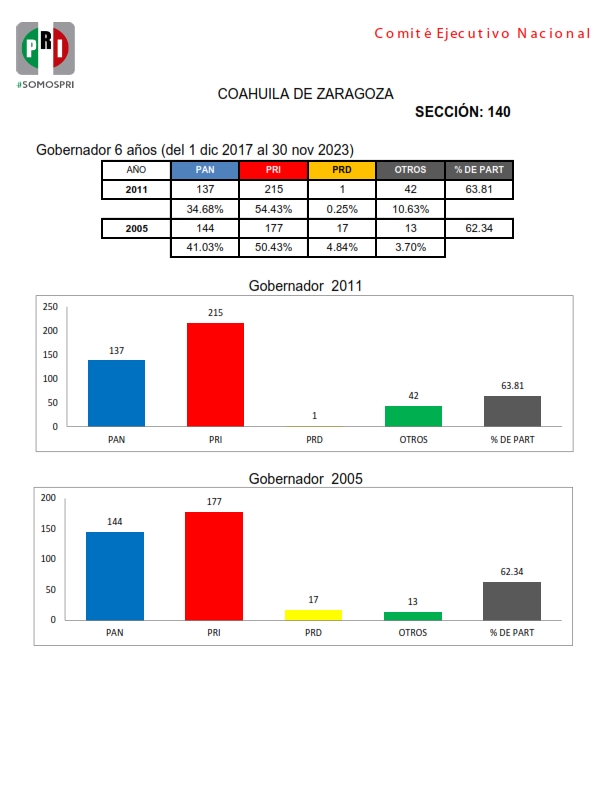 Comité Ejecutivo Nacional
PRI
#SOMOSPRI
COAHUILA DE ZARAGOZA
SECCIÓN: 140
Gobernador 6 años (del 1 dic 2017 al 30 nov 2023)
AÑO PAN PRI PRD OTROS % DE PART
2011 137 215 1 42 63.81
34.68% 54.43% 0.25% 10.63%
2005 144 177 17 13 62.34
41.03% 50.43% 4.84% 3.70%
Gobernador 2011
250
200
150
100
50
0
137
215
1
42
63.81
PAN PRI PRD OTROS % DE PART
Gobernador 2005
200
150
100
50
0
144
177
17
13
62.34
PAN PRI PRD OTROS % DE PART